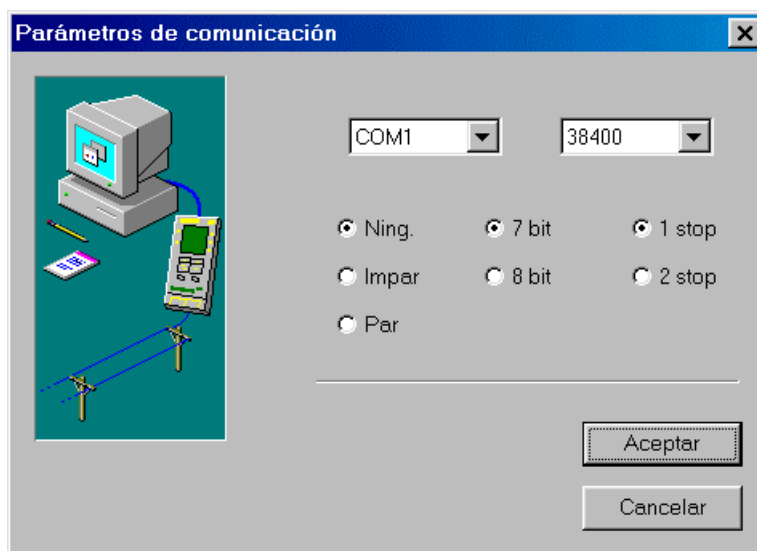 Parámetros de comunicación
COM1 38400
Ning. 7 bit 1 stop
Impar 8 bit 2 stop
Par
Aceptar
Cancelar